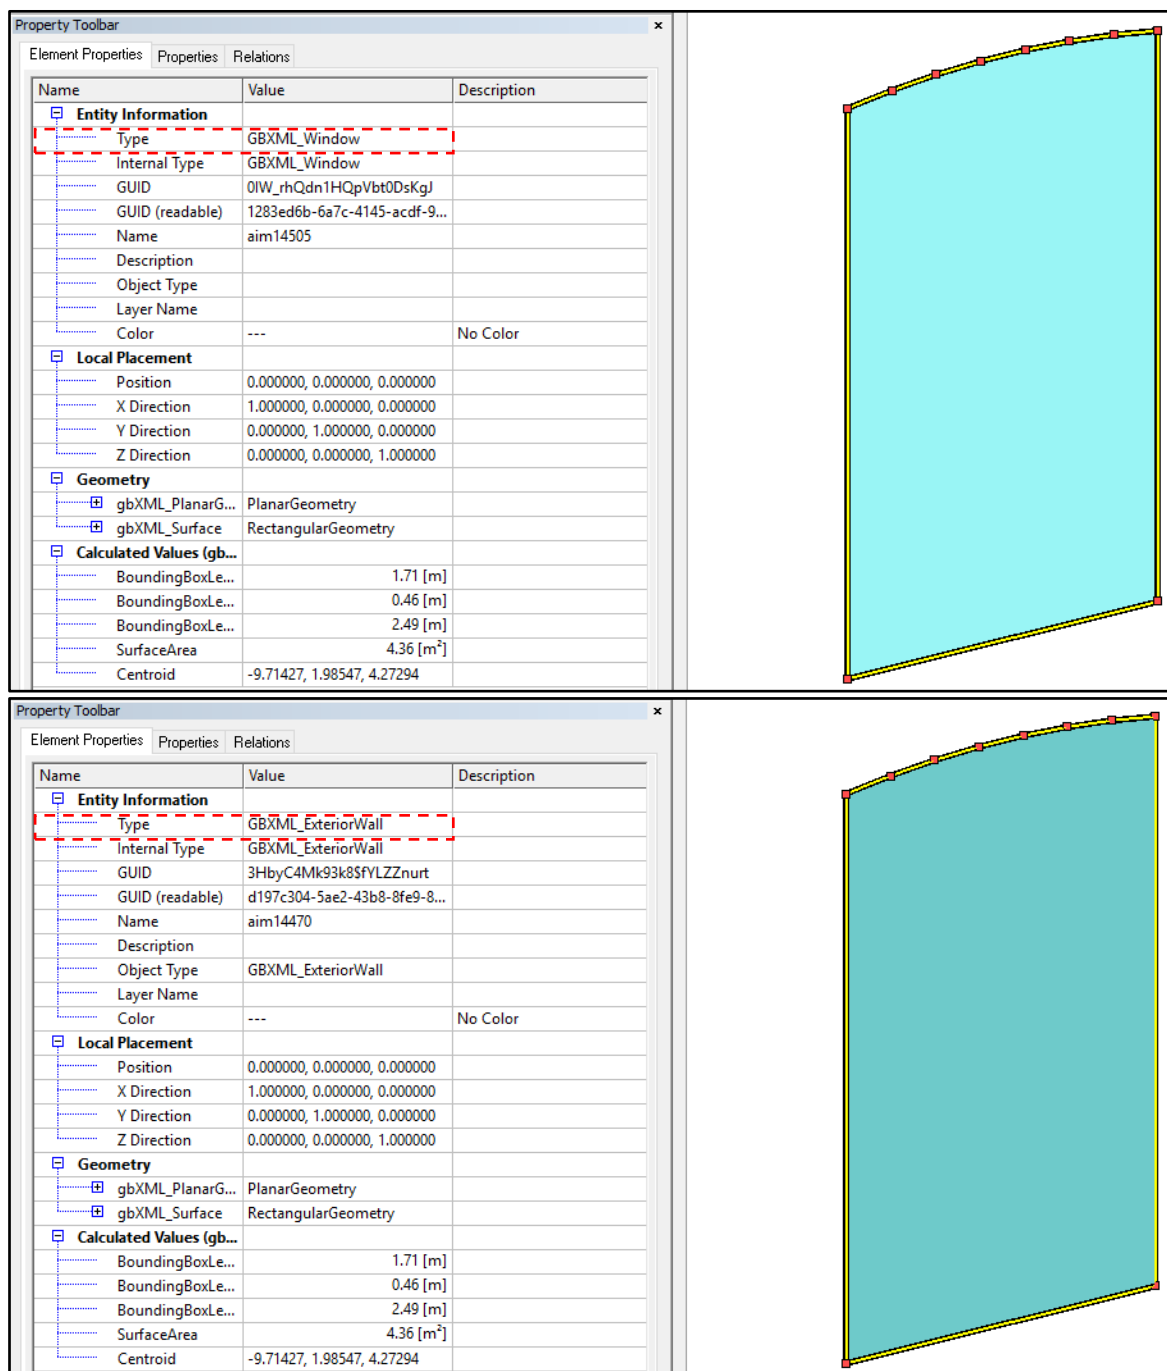 Property Toolbar x
Element Properties Properties Relations
Name Value Description
Entity Information
Type GBXML_Window
Internal Type GBXML_Window
GUID 0IW_rhQdn1HQpVbt0DsKgJ
GUID (readable) 1283ed6b-6a7c-4145-acdf-9...
Name aim14505
Description
Object Type
Layer Name
Color --- No Color
Local Placement
Position 0.000000, 0.000000, 0.000000
X Direction 1.000000, 0.000000, 0.000000
Y Direction 0.000000, 1.000000, 0.000000
Z Direction 0.000000, 0.000000, 1.000000
Geometry
gbXML_PlanarG... PlanarGeometry
gbXML_Surface RectangularGeometry
Calculated Values (gb...
BoundingBoxLe... 1.71 [m]
BoundingBoxLe... 0.46 [m]
BoundingBoxLe... 2.49 [m]
SurfaceArea 4.36 [m²]
Centroid -9.71427, 1.98547, 4.27294
Property Toolbar x
Element Properties Properties Relations
Name Value Description
Entity Information
Type GBXML_ExteriorWall
Internal Type GBXML_ExteriorWall
GUID 3HbyC4Mk93k8$fYLZZnurt
GUID (readable) d197c304-5ae2-43b8-8fe9-8...
Name aim14470
Description
Object Type GBXML_ExteriorWall
Layer Name
Color --- No Color
Local Placement
Position 0.000000, 0.000000, 0.000000
X Direction 1.000000, 0.000000, 0.000000
Y Direction 0.000000, 1.000000, 0.000000
Z Direction 0.000000, 0.000000, 1.000000
Geometry
gbXML_PlanarG... PlanarGeometry
gbXML_Surface RectangularGeometry
Calculated Values (gb...
BoundingBoxLe... 1.71 [m]
BoundingBoxLe... 0.46 [m]
BoundingBoxLe... 2.49 [m]
SurfaceArea 4.36 [m²]
Centroid -9.71427, 1.98547, 4.27294